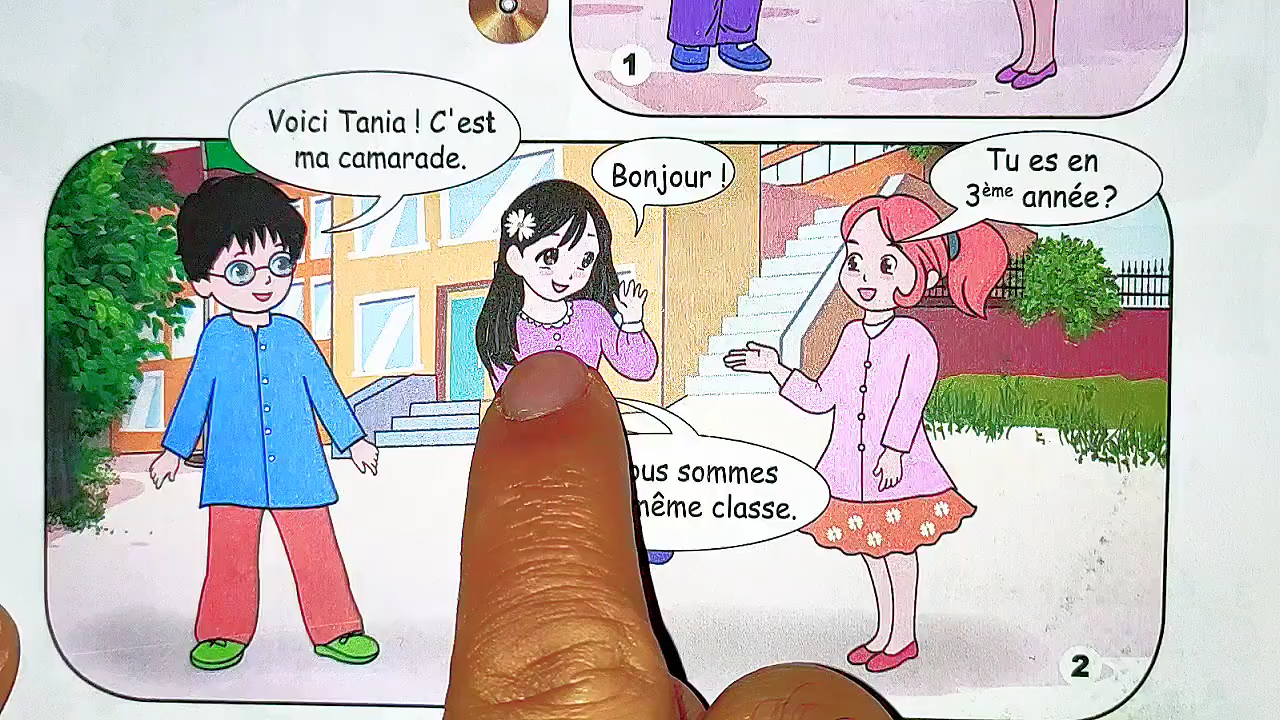 1
Voici Tania ! C'est
ma camarade.
Bonjour !
Tu es en
3ème année?
sommes
même classe.
2